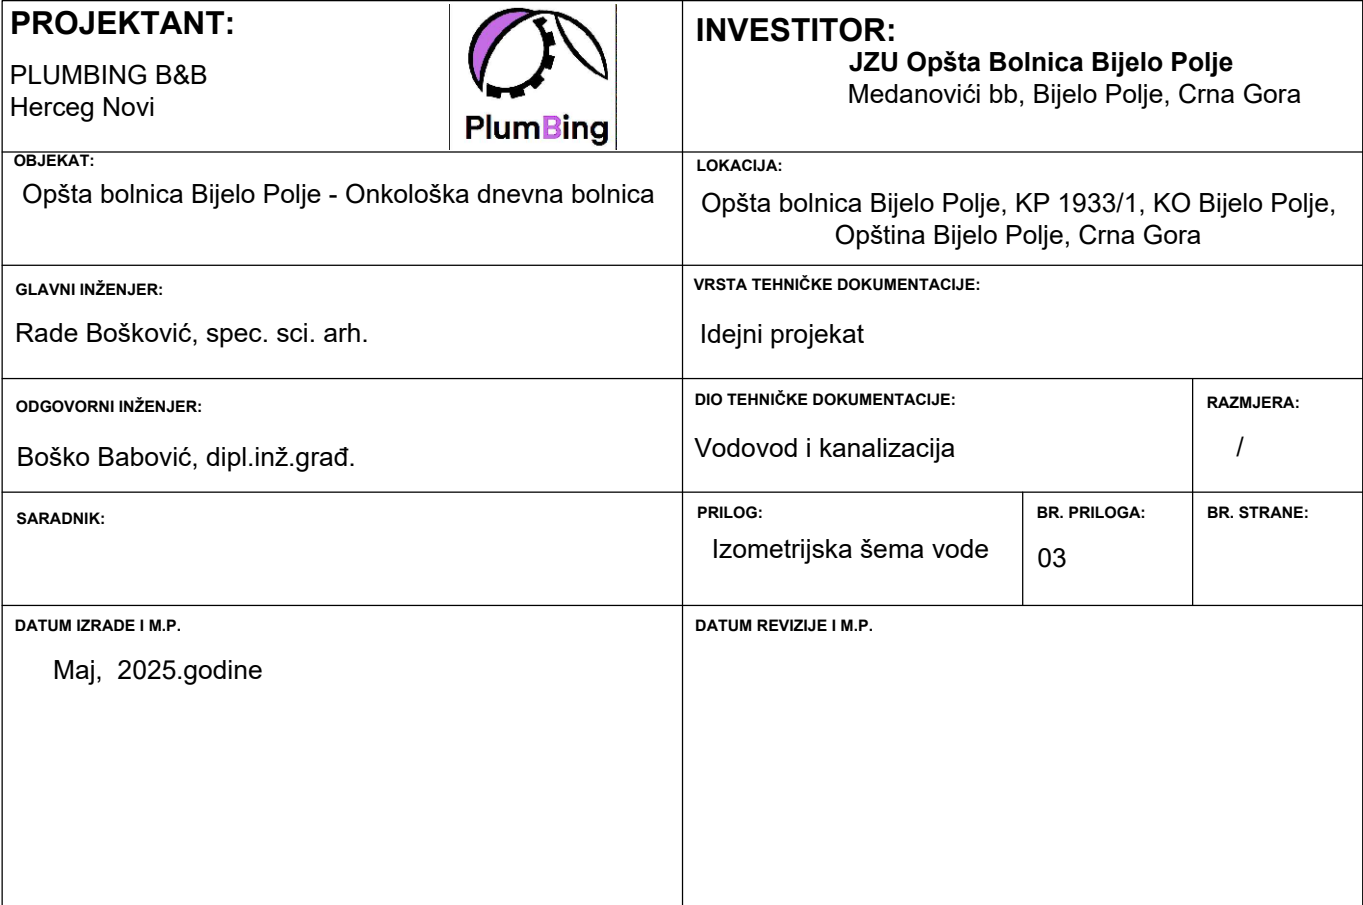 PROJEKTANT:
PLUMBING B&B
Herceg Novi
PlumBing
INVESTITOR:
JZU Opšta Bolnica Bijelo Polje
Medanovići bb, Bijelo Polje, Crna Gora
OBJEKAT:
Opšta bolnica Bijelo Polje - Onkološka dnevna bolnica
LOKACIJA:
Opšta bolnica Bijelo Polje, KP 1933/1, KO Bijelo Polje,
Opština Bijelo Polje, Crna Gora
GLAVNI INŽENJER:
Rade Bošković, spec. sci. arh.
VRSTA TEHNIČKE DOKUMENTACIJE:
Idejni projekat
ODGOVORNI INŽENJER:
Boško Babović, dipl.inž.građ.
DIO TEHNIČKE DOKUMENTACIJE:
Vodovod i kanalizacija
RAZMJERA:
/
SARADNIK:
PRILOG:
Izometrijska šema vode
BR. PRILOGA:
03
BR. STRANE:
DATUM IZRADE I M.P.
Maj,  2025.godine
DATUM REVIZIJE I M.P.